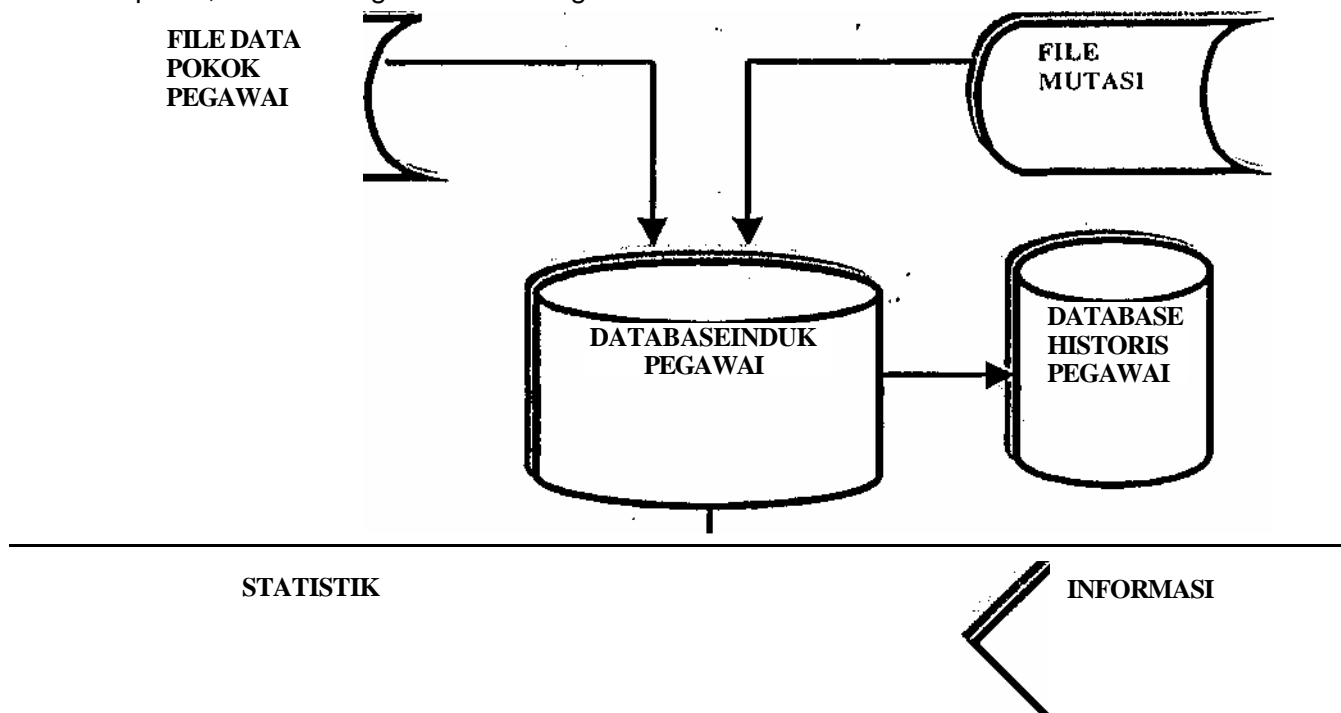 FILE DATA
POKOK
PEGAWAI
FILE
MUTASI
DATABASEINDUK
PEGAWAI
DATABASE
HISTORIS
PEGAWAI
STATISTIK
INFORMASI